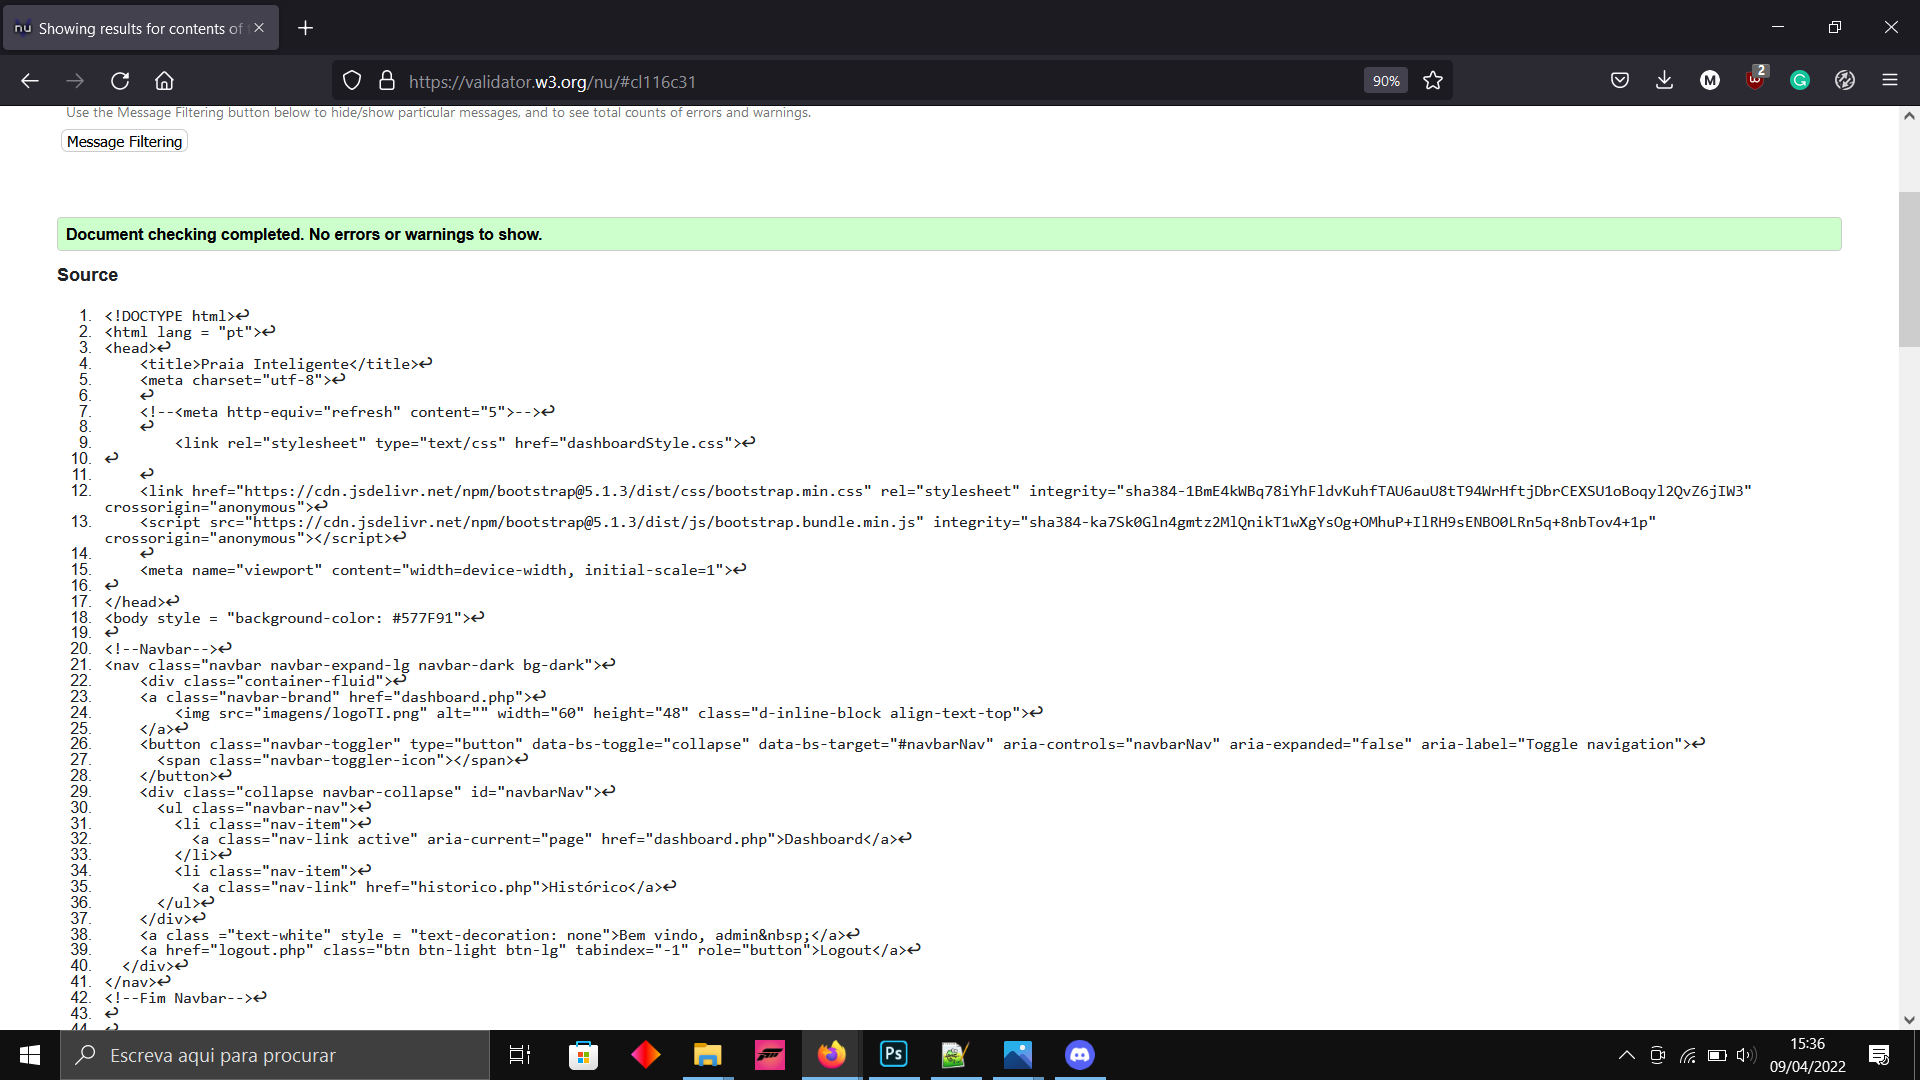 Showing results for contents of t
https://validator.w3.org/nu/#cl116c31
90%
2
Use the Message Filtering button below to hide/show particular messages, and to see total counts of errors and warnings.
Message Filtering
Document checking completed. No errors or warnings to show.
Source
1. <!DOCTYPE html>↩
2. <html lang = "pt">↩
3. <head>↩
4. <title>Praia Inteligente</title>↩
5. <meta charset="utf-8">↩
6. ↩
7. <!--<meta http-equiv="refresh" content="5">-->↩
8. ↩
9. <link rel="stylesheet" type="text/css" href="dashboardStyle.css">↩
10. ↩
11. ↩
12. <link href="https://cdn.jsdelivr.net/npm/bootstrap@5.1.3/dist/css/bootstrap.min.css" rel="stylesheet" integrity="sha384-1BmE4kWBq78iYhFldvKuhfTAU6auU8tT94WrHftjDbrCEXSU1oBoqyl2QvZ6jIW3"
crossorigin="anonymous">↩
13. <script src="https://cdn.jsdelivr.net/npm/bootstrap@5.1.3/dist/js/bootstrap.bundle.min.js" integrity="sha384-ka7Sk0Gln4gmtz2MlQnikT1wXgYsOg+OMhuP+IlRH9sENBO0LRn5q+8nbTov4+1p"
crossorigin="anonymous"></script>↩
14. ↩
15. <meta name="viewport" content="width=device-width, initial-scale=1">↩
16. ↩
17. </head>↩
18. <body style = "background-color: #577F91">↩
19. ↩
20. <!--Navbar-->↩
21. <nav class="navbar navbar-expand-lg navbar-dark bg-dark">↩
22. <div class="container-fluid">↩
23. <a class="navbar-brand" href="dashboard.php">↩
24. <img src="imagens/logoTI.png" alt="" width="60" height="48" class="d-inline-block align-text-top">↩
25. </a>↩
26. <button class="navbar-toggler" type="button" data-bs-toggle="collapse" data-bs-target="#navbarNav" aria-controls="navbarNav" aria-expanded="false" aria-label="Toggle navigation">↩
27. <span class="navbar-toggler-icon"></span>↩
28. </button>↩
29. <div class="collapse navbar-collapse" id="navbarNav">↩
30. <ul class="navbar-nav">↩
31. <li class="nav-item">↩
32. <a class="nav-link active" aria-current="page" href="dashboard.php">Dashboard</a>↩
33. </li>↩
34. <li class="nav-item">↩
35. <a class="nav-link" href="historico.php">Histórico</a>↩
36. </ul>↩
37. </div>↩
38. <a class ="text-white" style = "text-decoration: none">Bem vindo, admin&nbsp;</a>↩
39. <a href="logout.php" class="btn btn-light btn-lg" tabindex="-1" role="button">Logout</a>↩
40. </div>↩
41. </nav>↩
42. <!--Fim Navbar-->↩
43. ↩
44. ↩
Escreva aqui para procurar
Ps
15:36
09/04/2022